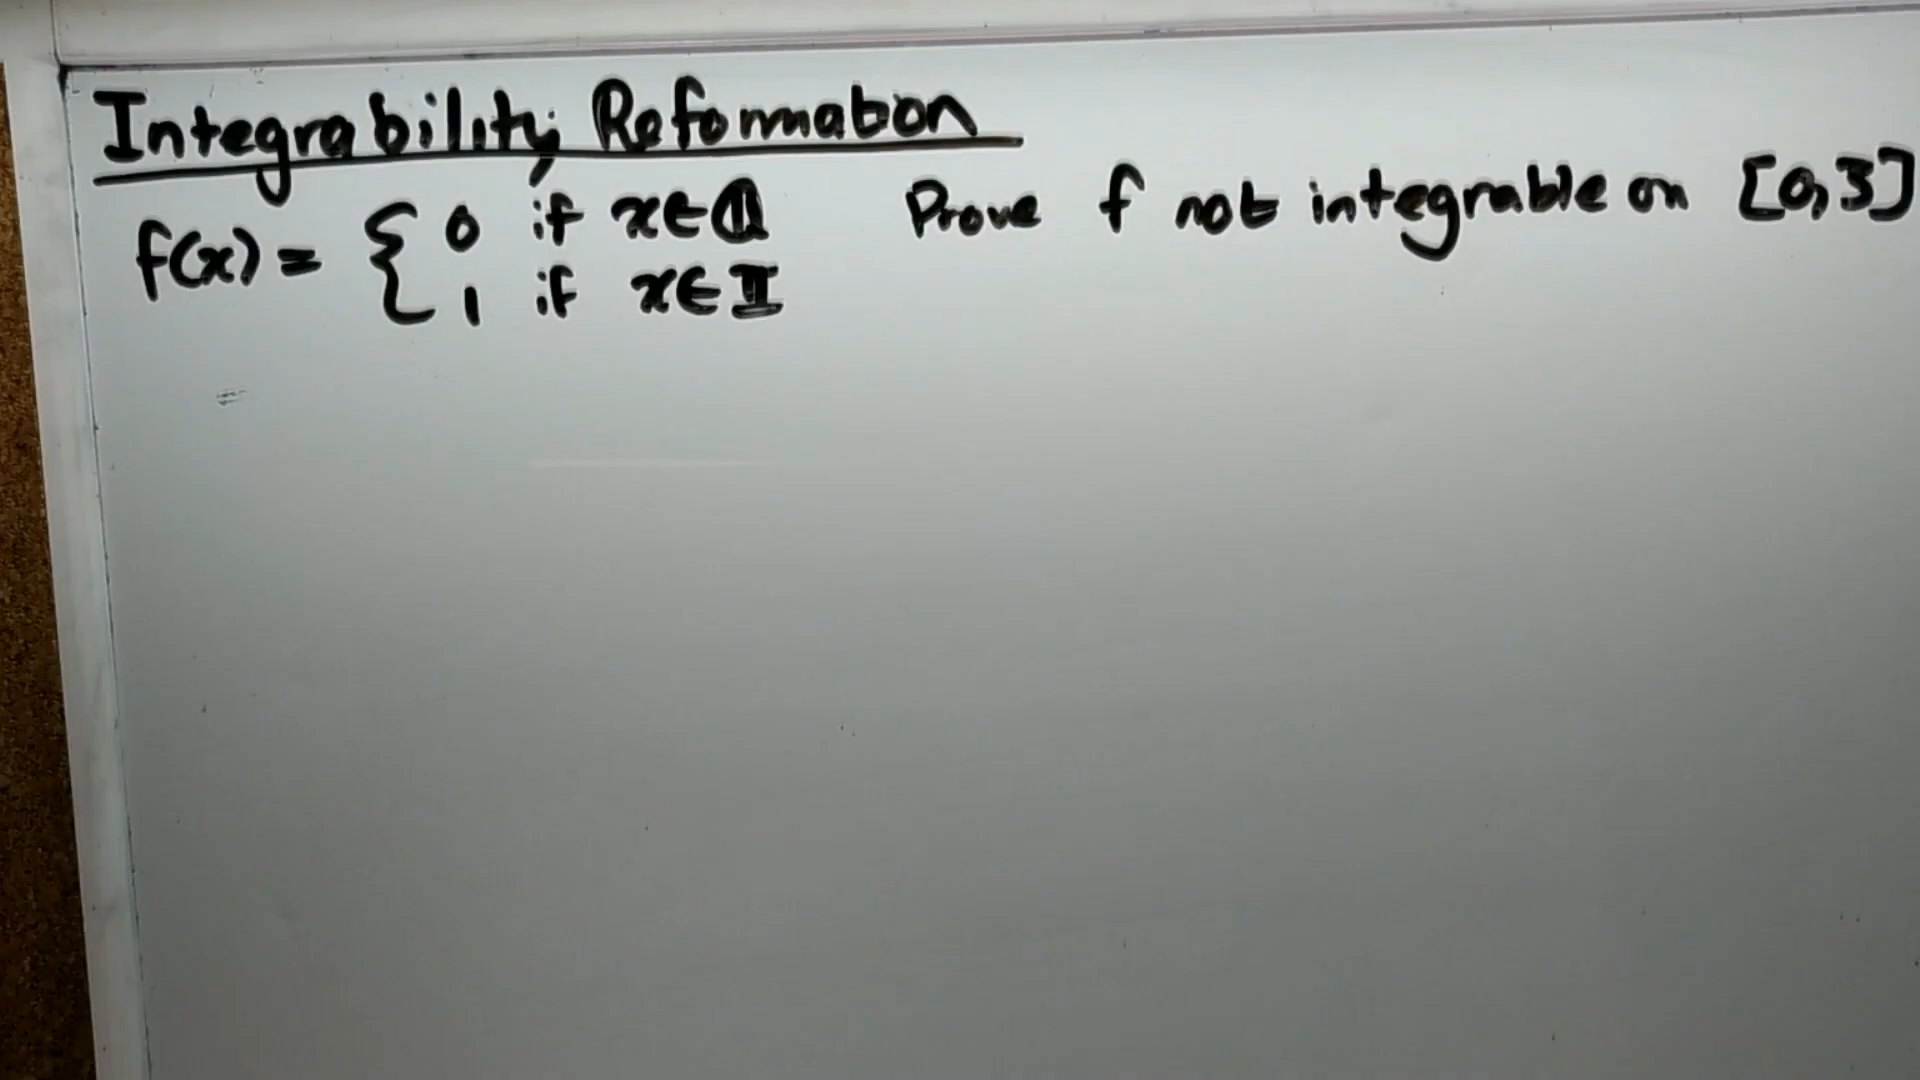 Integrability Reformation
f(x) = { 0 if x∈ℚ Prove f not integrable on [0,3]
1 if x∈𝕀